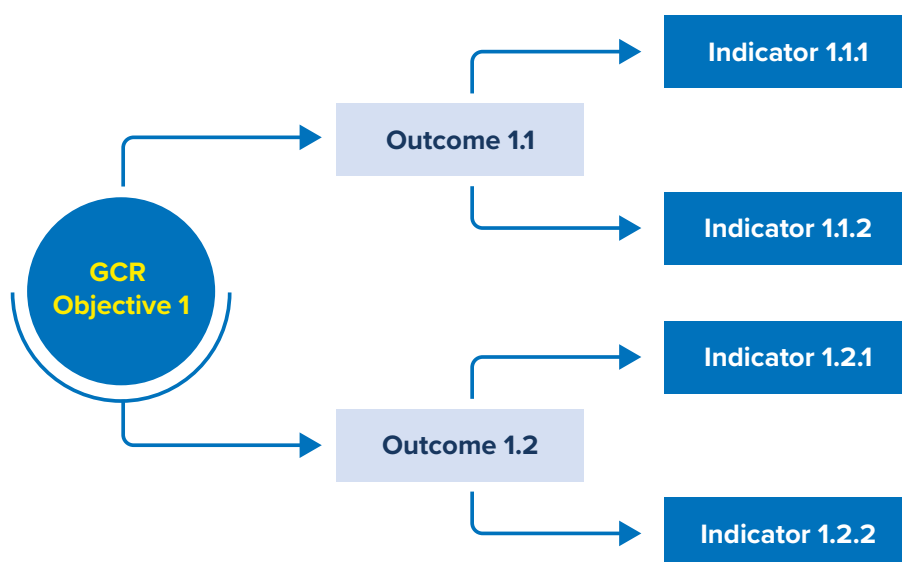 GCR
Objective 1
Outcome 1.1
Indicator 1.1.1
Indicator 1.1.2
Outcome 1.2
Indicator 1.2.1
Indicator 1.2.2